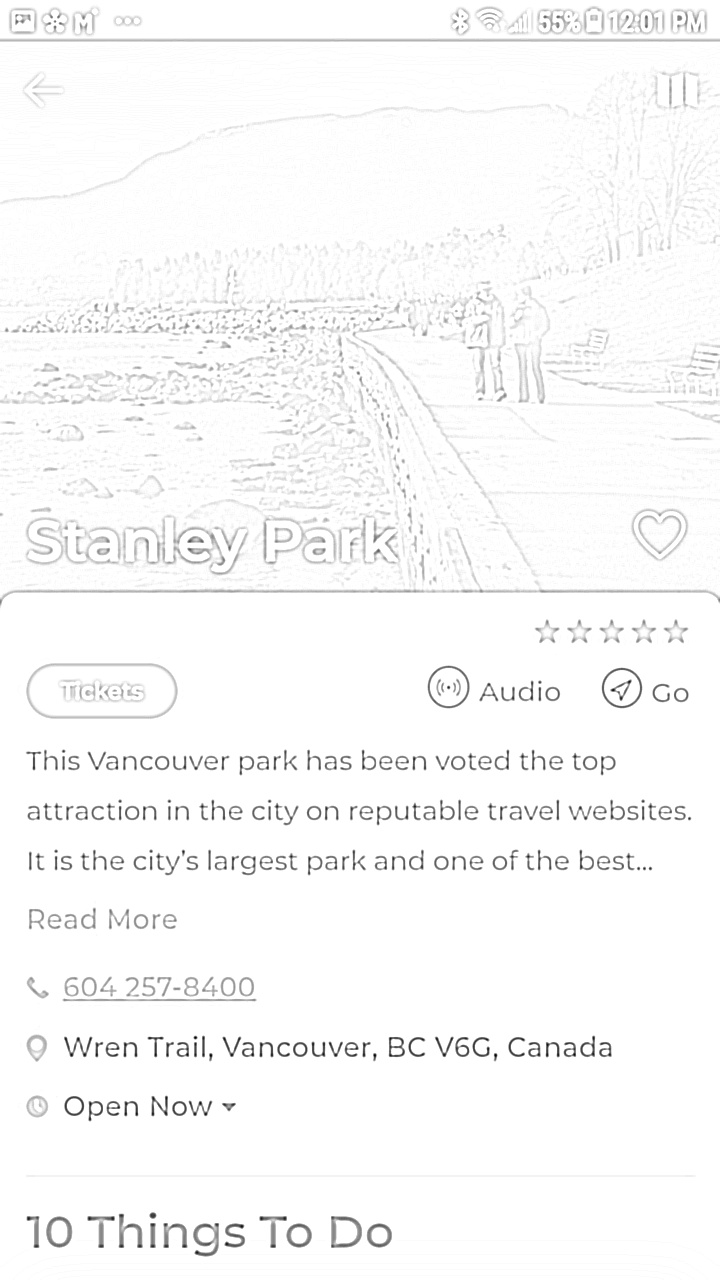 55% 12:01 PM
Stanley Park
Tickets
Audio
Go
This Vancouver park has been voted the top
attraction in the city on reputable travel websites.
It is the city's largest park and one of the best...
Read More
604 257-8400
Wren Trail, Vancouver, BC V6G, Canada
Open Now
10 Things To Do